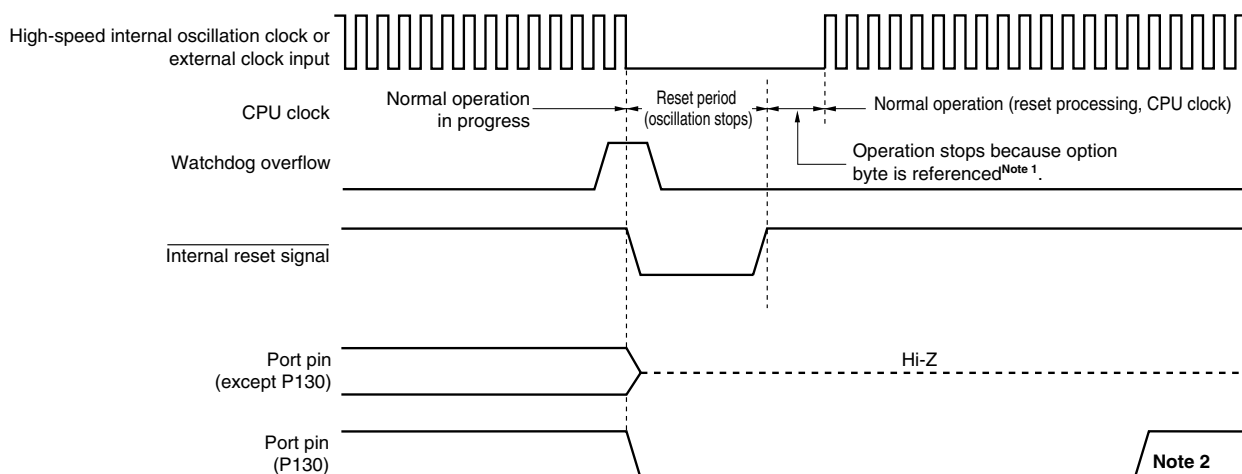 High-speed internal oscillation clock or
external clock input
CPU clock
Normal operation
in progress
Reset period
(oscillation stops)
Normal operation (reset processing, CPU clock)
Operation stops because option
byte is referencedNote 1.
Watchdog overflow
Internal reset signal
Port pin
(except P130)
Hi-Z
Port pin
(P130)
Note 2